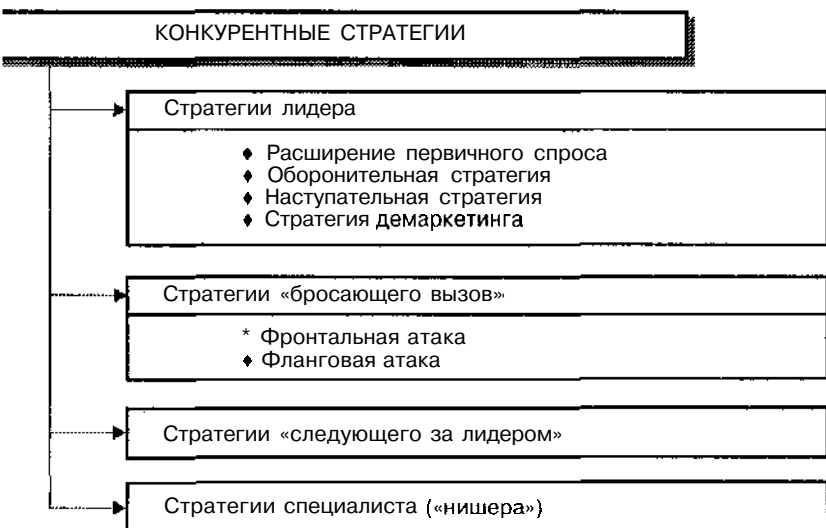 КОНКУРЕНТНЫЕ СТРАТЕГИИ
Стратегии лидера
♦ Расширение первичного спроса
♦ Оборонительная стратегия
♦ Наступательная стратегия
♦ Стратегия демаркетинга
Стратегии «бросающего вызов»
* Фронтальная атака
♦ Фланговая атака
Стратегии «следующего за лидером»
Стратегии специалиста («нишера»)